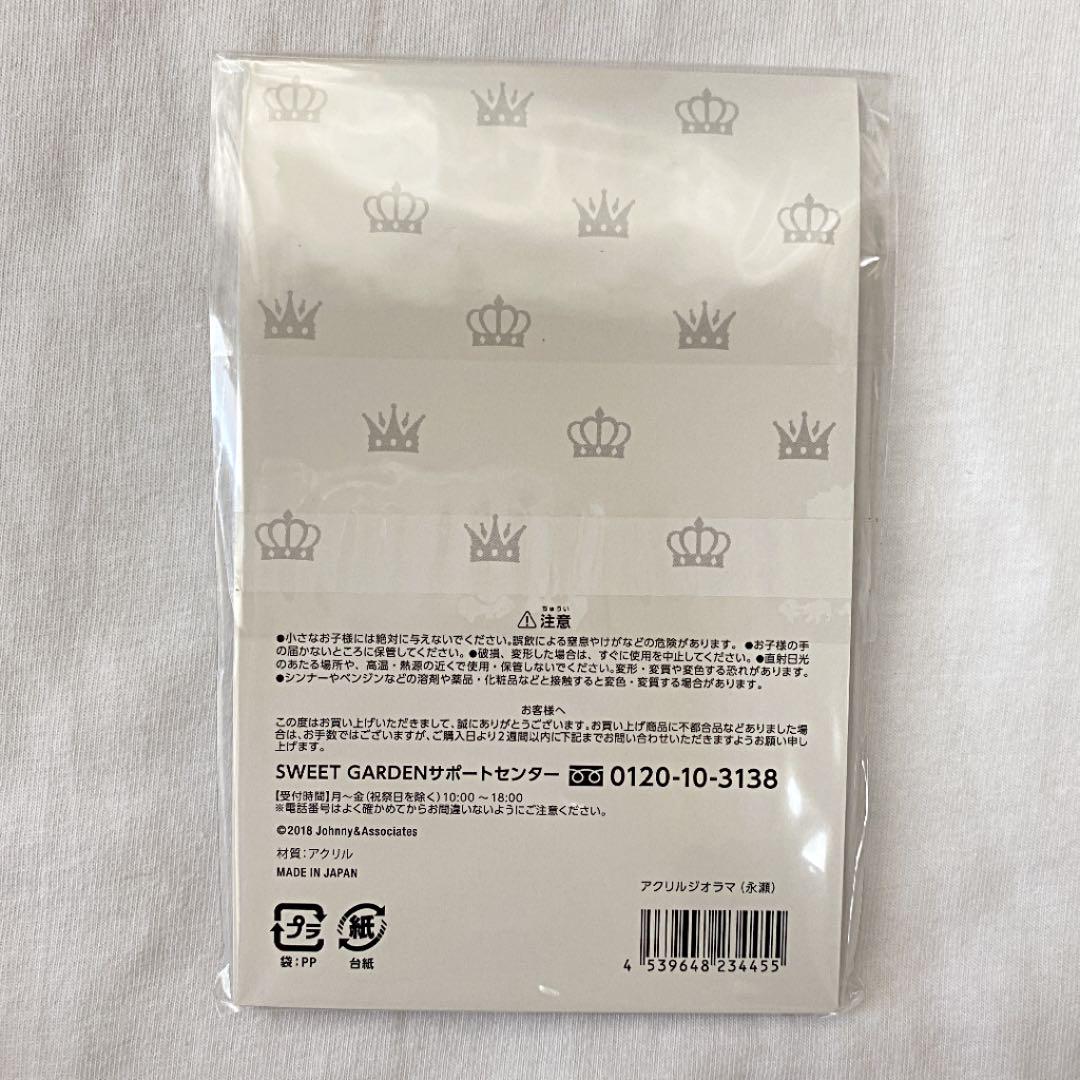 ちゅうい
注意
●小さなお子様には絶対に与えないでください。誤飲による窒息やけがなどの危険があります。 ●お子様の手
の届かないところに保管してください。●破損、変形した場合は、すぐに使用を中止してください。●直射日光
のあたる場所や、高温・熱源の近くで使用・保管しないでください。変形・変質や変色する恐れがあります。
●シンナーやベンジンなどの溶剤や薬品・化粧品などと接触すると変色・変質する場合があります。
お客様へ
この度はお買い上げいただきまして、誠にありがとうございます。お買い上げ商品に不都合品などありました場
合は、お手数ではございますが、ご購入日より2週間以内に下記までお問い合わせいただきますようお願い申し
上げます。
SWEET GARDENサポートセンター 0120-10-3138
【受付時間】月～金(祝祭日を除く)10:00～18:00
※電話番号はよく確かめてからお間違いないようにご注意ください。
©2018 Johnny&Associates
材質：アクリル
MADE IN JAPAN
アクリルジオラマ（永瀬）
プラ
紙
袋：PP
台紙
4 539648 234455